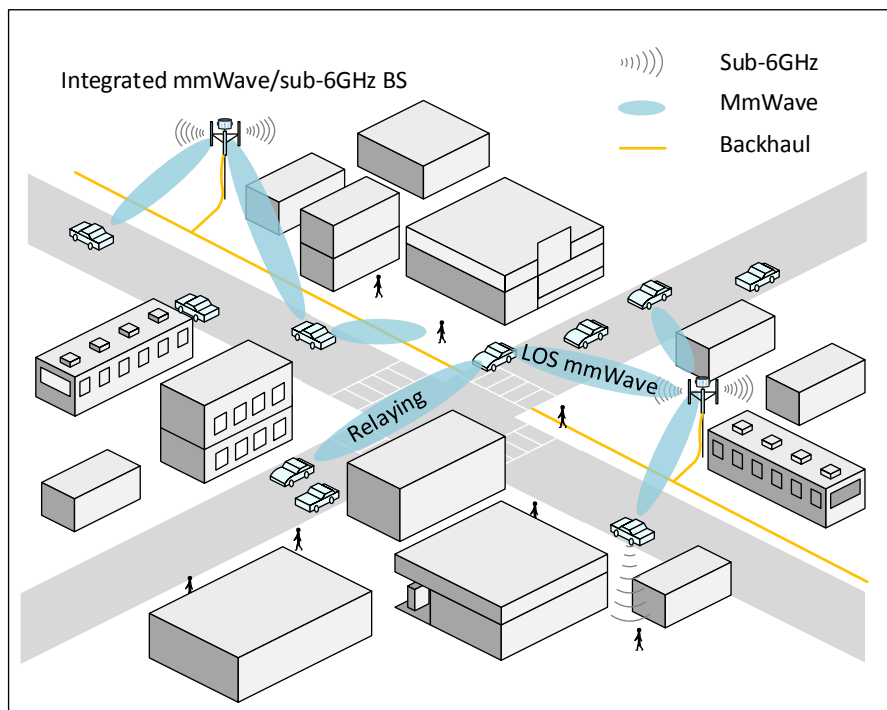 Integrated mmWave/sub-6GHz BS
Sub-6GHz
MmWave
Backhaul
LOS mmWave
Relaying